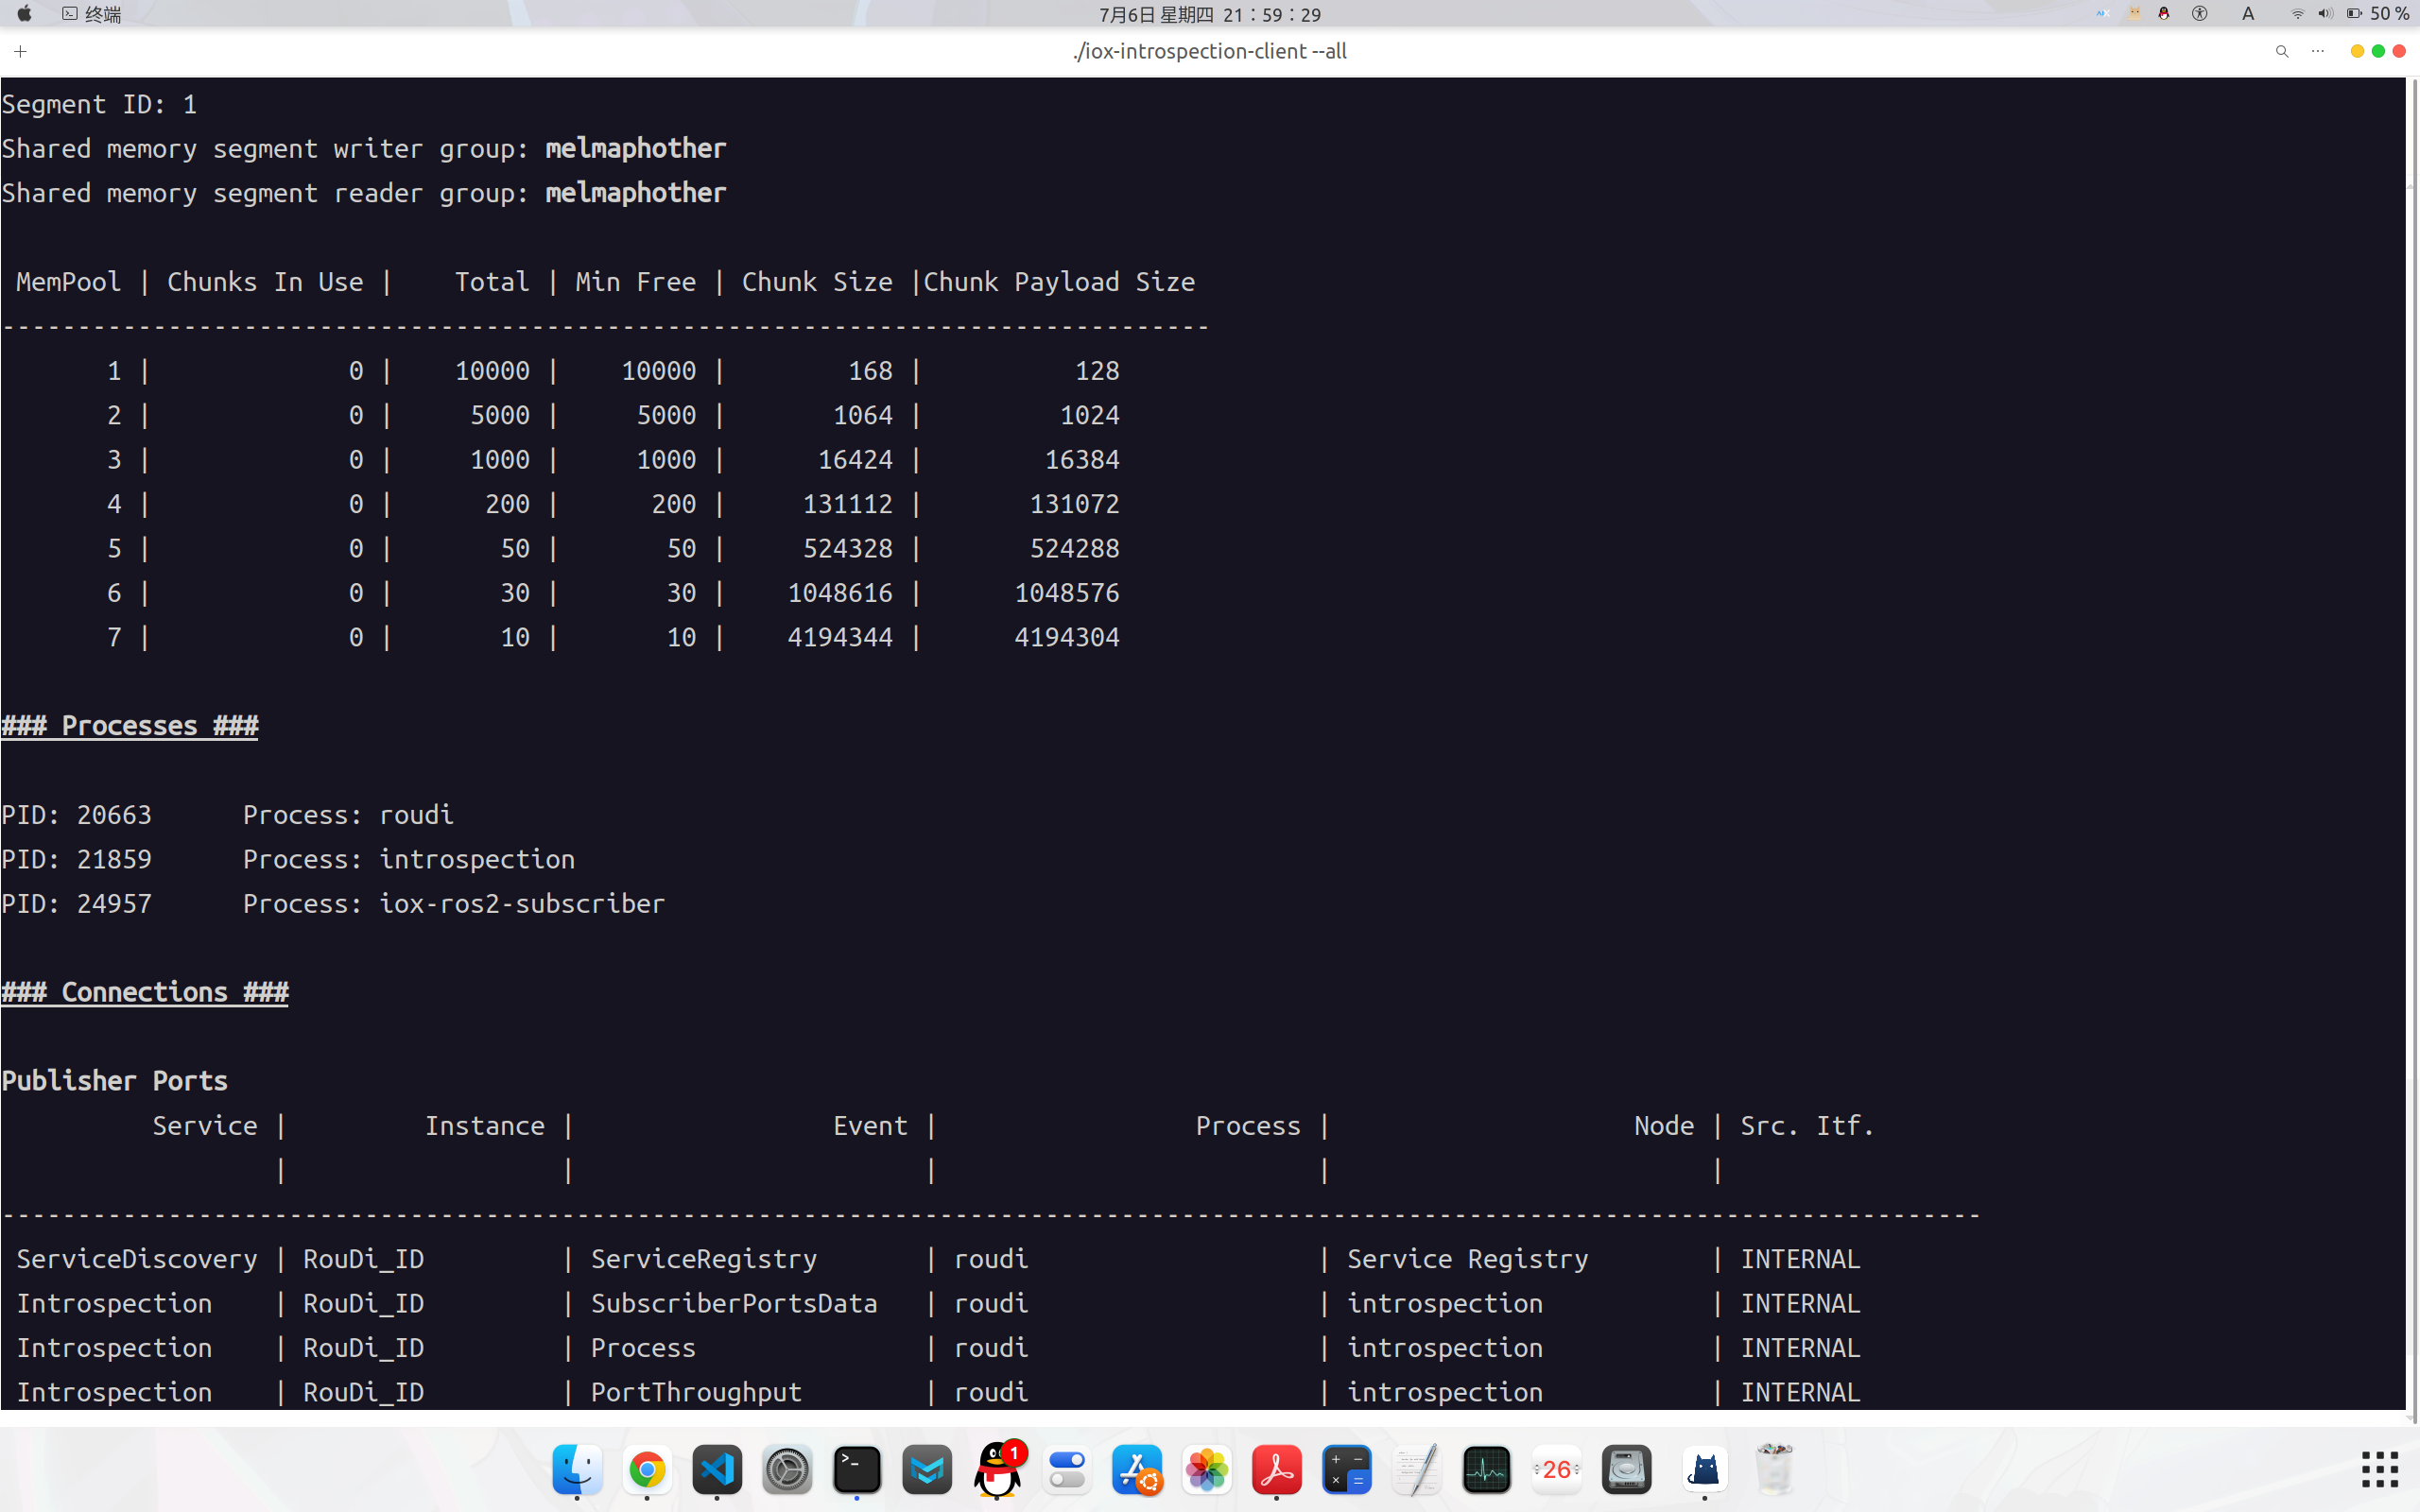 终端
7月6日 星期四 21：59：29
A
50 %
./iox-introspection-client --all
Segment ID: 1
Shared memory segment writer group: melmaphother
Shared memory segment reader group: melmaphother
MemPool | Chunks In Use | Total | Min Free | Chunk Size |Chunk Payload Size
--------------------------------------------------------------------------------
1 | 0 | 10000 | 10000 | 168 | 128
2 | 0 | 5000 | 5000 | 1064 | 1024
3 | 0 | 1000 | 1000 | 16424 | 16384
4 | 0 | 200 | 200 | 131112 | 131072
5 | 0 | 50 | 50 | 524328 | 524288
6 | 0 | 30 | 30 | 1048616 | 1048576
7 | 0 | 10 | 10 | 4194344 | 4194304
### Processes ###
PID: 20663 Process: roudi
PID: 21859 Process: introspection
PID: 24957 Process: iox-ros2-subscriber
### Connections ###
Publisher Ports
Service | Instance | Event | Process | Node | Src. Itf.
| | | | |
-----------------------------------------------------------------------------------------------------------------------------------
ServiceDiscovery | RouDi_ID | ServiceRegistry | roudi | Service Registry | INTERNAL
Introspection | RouDi_ID | SubscriberPortsData | roudi | introspection | INTERNAL
Introspection | RouDi_ID | Process | roudi | introspection | INTERNAL
Introspection | RouDi_ID | PortThroughput | roudi | introspection | INTERNAL
1
26